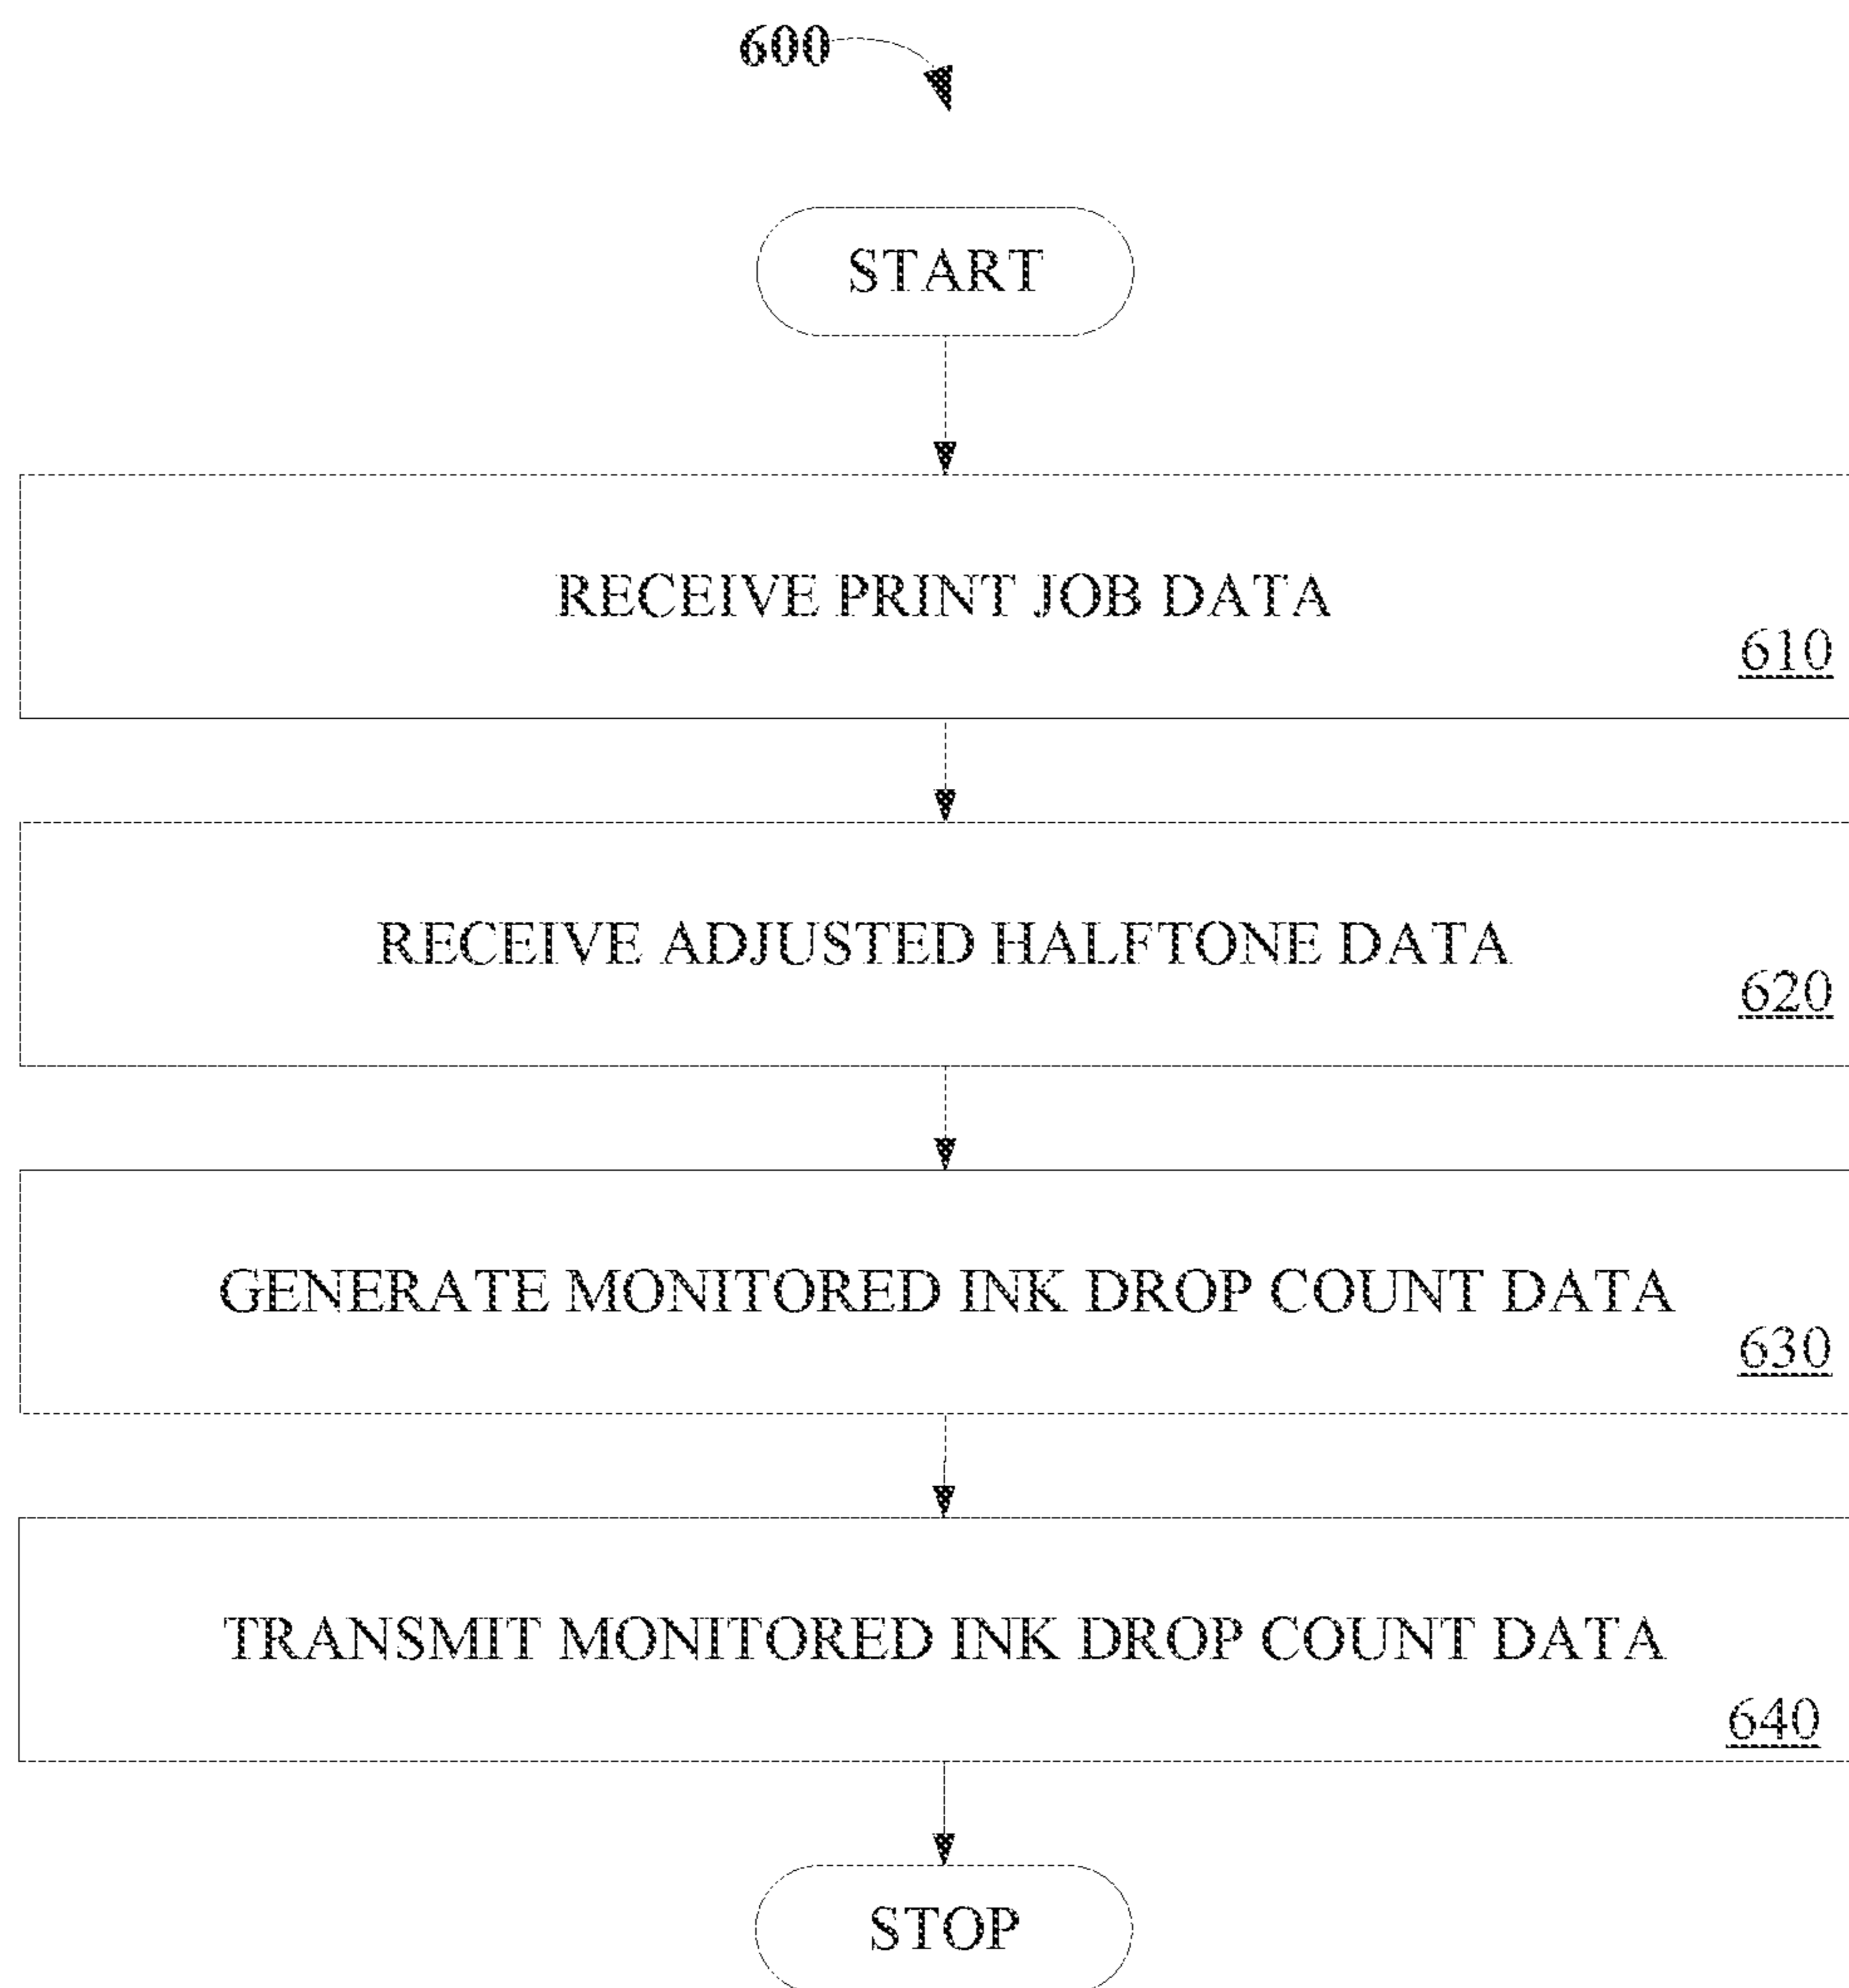 600
START
RECEIVE PRINT JOB DATA
610
RECEIVE ADJUSTED HALFTONE DATA
620
GENERATE MONITORED INK DROP COUNT DATA
630
TRANSMIT MONITORED INK DROP COUNT DATA
640
STOP